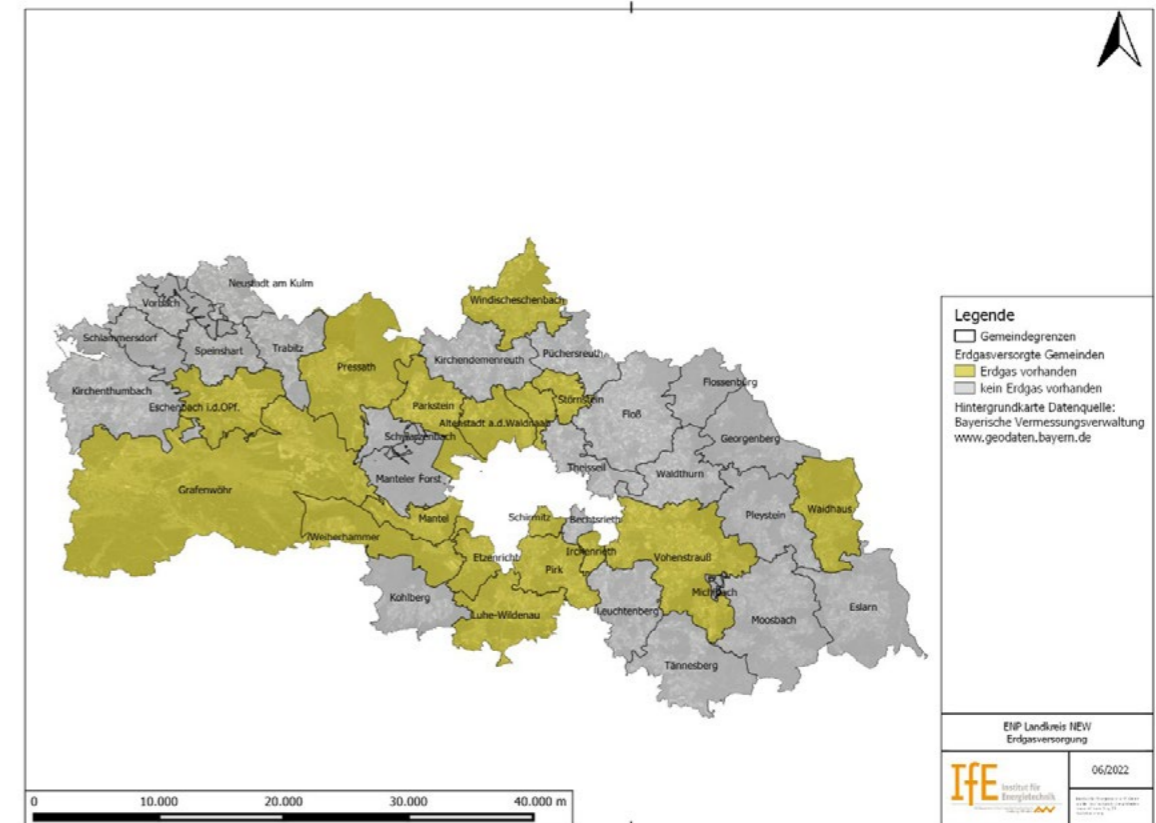 Neustadt am Kulm
Windischeschenbach
Vorbach
Schlammersdorf
Speinshart
Trabitz
Kirchendemenreuth
Püchersreuth
Pressath
Kirchenthumbach
Flossenbürg
Eschenbach i.d.OPf.
Parkstein
Störnstein
Floß
Altenstadt a.d.Waldnaab
Georgenberg
Manteler Forst
Theisseil
Waldthurn
Grafenwöhr
Waidhaus
Pleystein
Mantel
Schirmitz
Bechtsrieth
Weiherhammer
Etzenricht
Irchenrieth
Vohenstrauß
Pirk
Kohlberg
Luhe-Wildenau
Leuchtenberg
Moosbach
Eslarn
Tännesberg
Legende
Gemeindegrenzen
Erdgasversorgte Gemeinden
Erdgas vorhanden
kein Erdgas vorhanden
Hintergrundkarte Datenquelle:
Bayerische Vermessungsverwaltung
www.geodaten.bayern.de
ENP Landkreis NEW
Erdgasversorgung
IfE Institut für
Energietechnik
06/2022
0 10.000 20.000 30.000 40.000 m